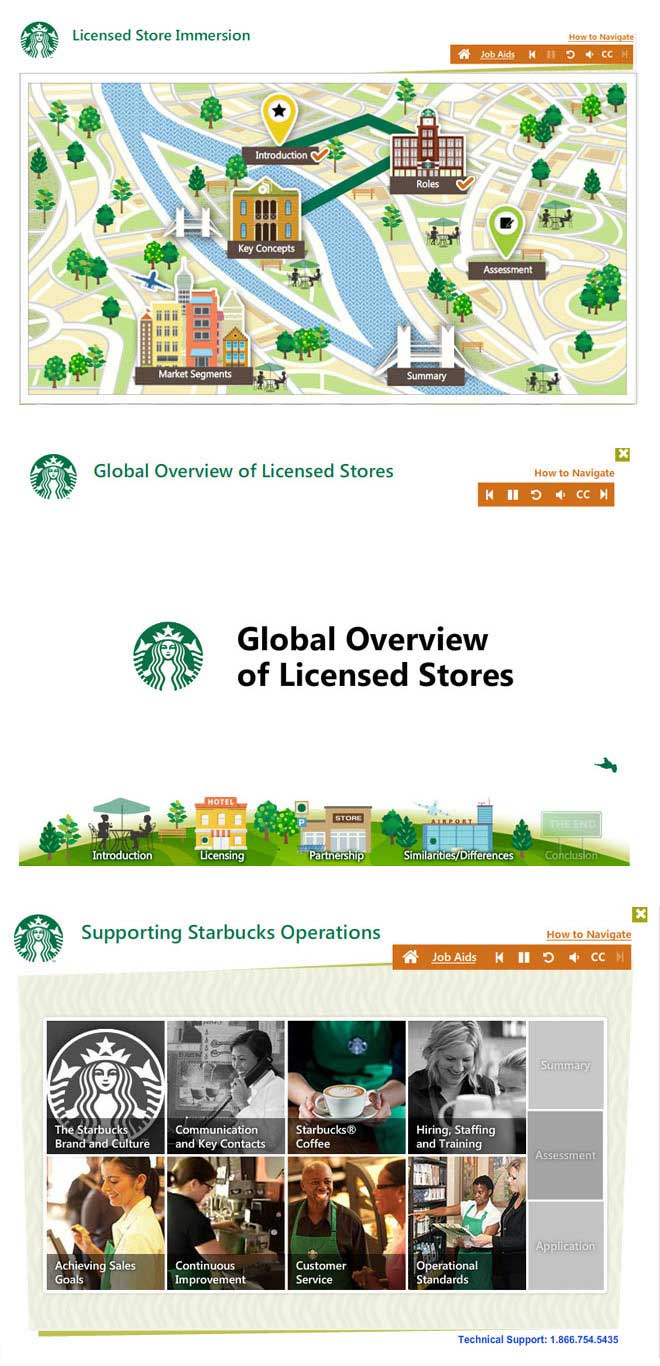 Licensed Store Immersion
How to Navigate
Job Aids
CC
Introduction
Roles
Key Concepts
Assessment
Market Segments
Summary
Global Overview of Licensed Stores
How to Navigate
CC
Global Overview
of Licensed Stores
HOTEL
P
STORE
AIRPORT
THE END
Introduction
Licensing
Partnership
Similarities/Differences
Conclusion
Supporting Starbucks Operations
How to Navigate
Job Aids
CC
The Starbucks
Brand and Culture
Communication
and Key Contacts
Starbucks®
Coffee
Hiring, Staffing
and Training
Summary
Assessment
Achieving Sales
Goals
Continuous
Improvement
Customer
Service
Operational
Standards
Application
Technical Support: 1.866.754.5435